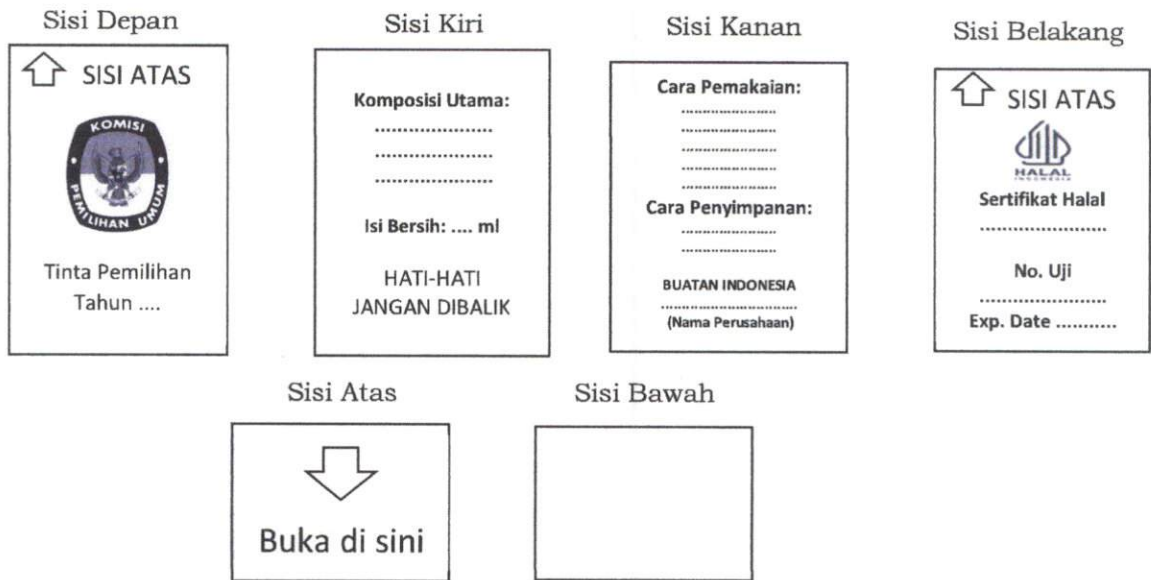 Sisi Depan
SISI ATAS
KOMISI
PEMILIHAN UMUM
Tinta Pemilihan
Tahun ....
Sisi Kiri
Komposisi Utama:
....................
....................
....................
Isi Bersih: .... ml
HATI-HATI
JANGAN DIBALIK
Sisi Kanan
Cara Pemakaian:
......................
......................
......................
......................
......................
Cara Penyimpanan:
......................
......................
BUATAN INDONESIA
................................
(Nama Perusahaan)
Sisi Belakang
SISI ATAS
HALAL
INDONESIA
Sertifikat Halal
......................
No. Uji
......................
Exp. Date ...........
Sisi Atas
Buka di sini
Sisi Bawah